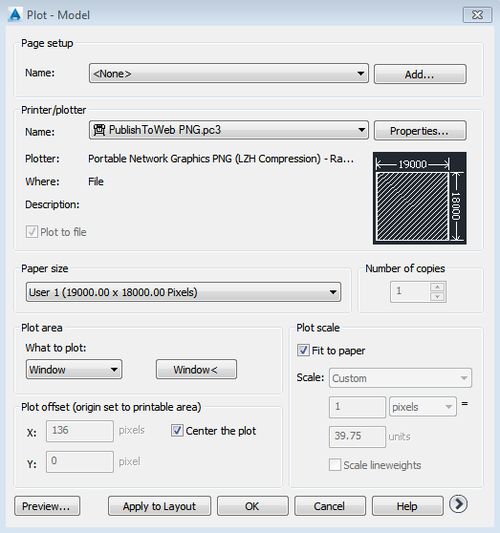 Plot - Model
Page setup
Name: <None> Add...
Printer/plotter
Name: PublishToWeb PNG.pc3 Properties...
Plotter: Portable Network Graphics PNG (LZH Compression) - Ra...
Where: File
Description:
Plot to file
19000
18000
Paper size
User 1 (19000.00 x 18000.00 Pixels)
Number of copies
1
Plot area
What to plot:
Window Window<
Plot offset (origin set to printable area)
X: 136 pixels Center the plot
Y: 0 pixel
Plot scale
Fit to paper
Scale: Custom
1 pixels =
39.75 units
Scale lineweights
Preview... Apply to Layout OK Cancel Help